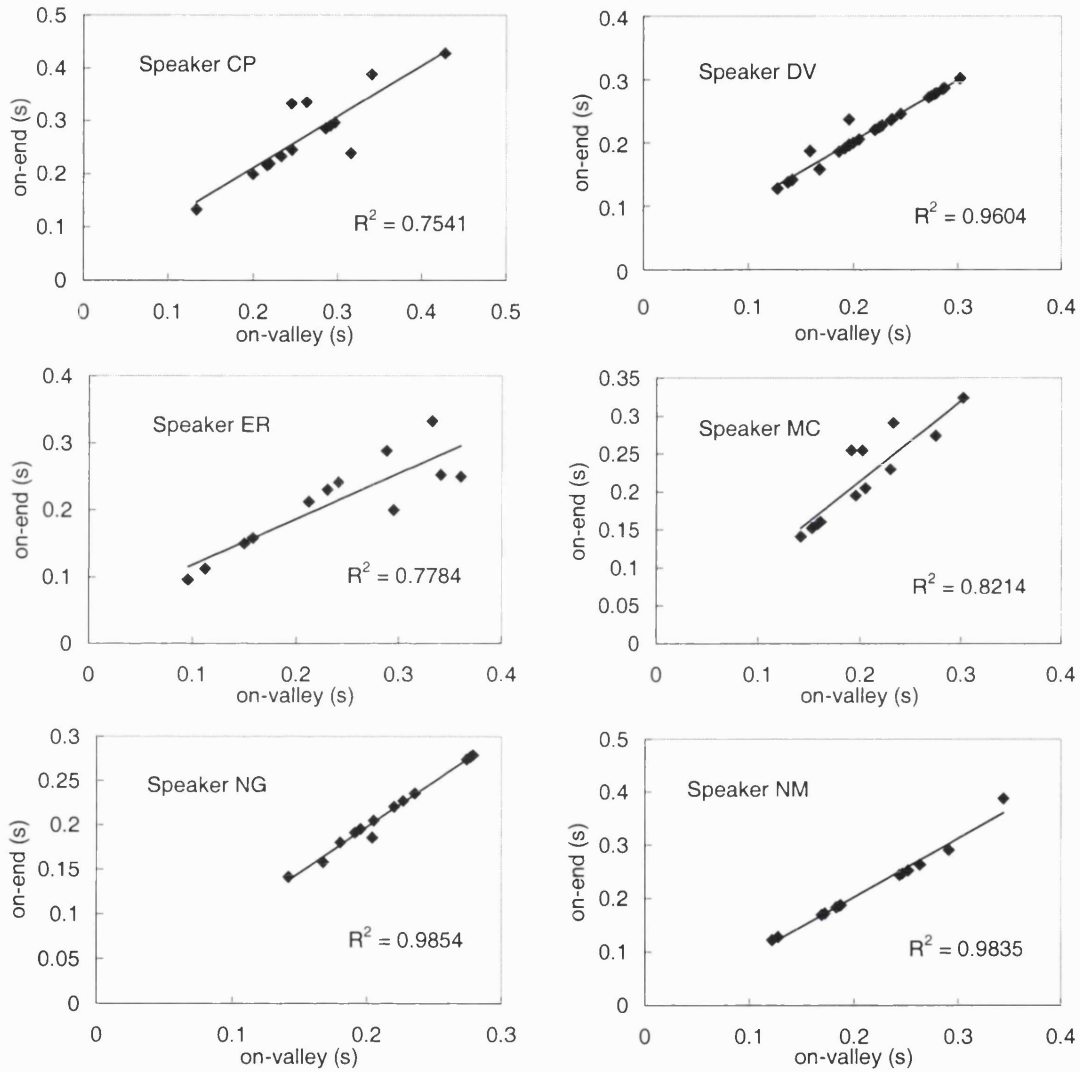 0.5
0.4
0.3
0.2
0.1
0
on-end (s)
Speaker CP
R² = 0.7541
0 0.1 0.2 0.3 0.4 0.5
on-valley (s)
0.4
0.3
0.2
0.1
0
on-end (s)
Speaker DV
R² = 0.9604
0 0.1 0.2 0.3 0.4
on-valley (s)
0.4
0.3
0.2
0.1
0
on-end (s)
Speaker ER
R² = 0.7784
0 0.1 0.2 0.3 0.4
on-valley (s)
0.35
0.3
0.25
0.2
0.15
0.1
0.05
0
on-end (s)
Speaker MC
R² = 0.8214
0 0.1 0.2 0.3 0.4
on-valley (s)
0.3
0.25
0.2
0.15
0.1
0.05
0
on-end (s)
Speaker NG
R² = 0.9854
0 0.1 0.2 0.3
on-valley (s)
0.5
0.4
0.3
0.2
0.1
0
on-end (s)
Speaker NM
R² = 0.9835
0 0.1 0.2 0.3 0.4
on-valley (s)